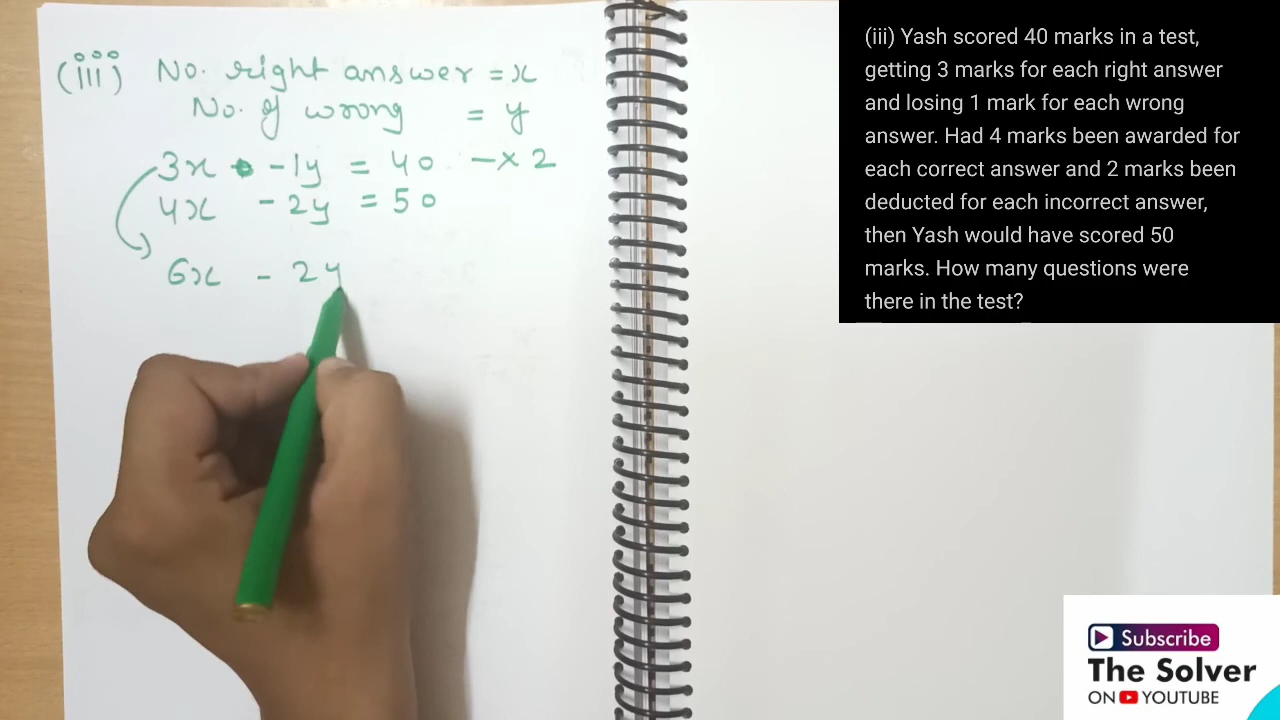 (iii) No. right answer = x
No. of wrong = y
3x - 1y = 40 - × 2
4x - 2y = 50
6x - 2y
(iii) Yash scored 40 marks in a test,
getting 3 marks for each right answer
and losing 1 mark for each wrong
answer. Had 4 marks been awarded for
each correct answer and 2 marks been
deducted for each incorrect answer,
then Yash would have scored 50
marks. How many questions were
there in the test?
Subscribe
The Solver
ON YOUTUBE